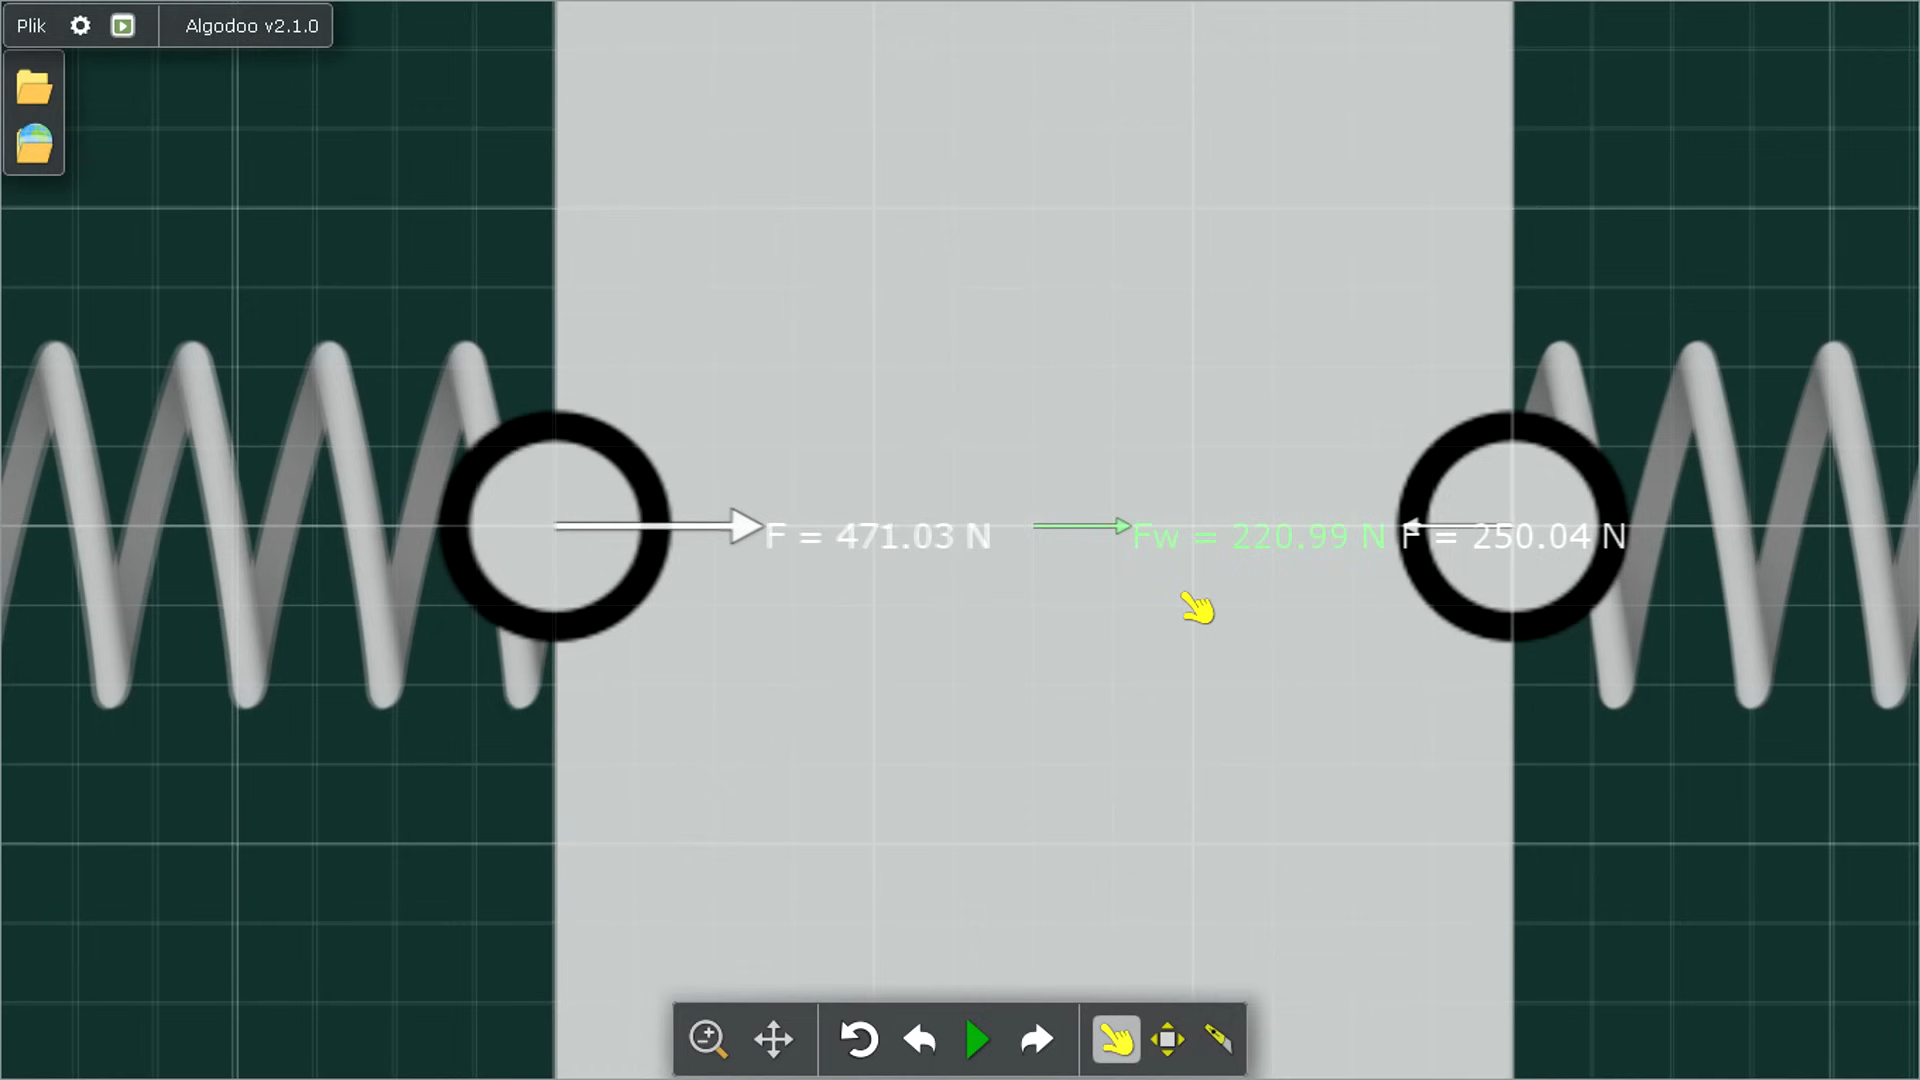 Plik
Algodoo v2.1.0
F = 471.03 N
Fw = 220.99 N
F = 250.04 N